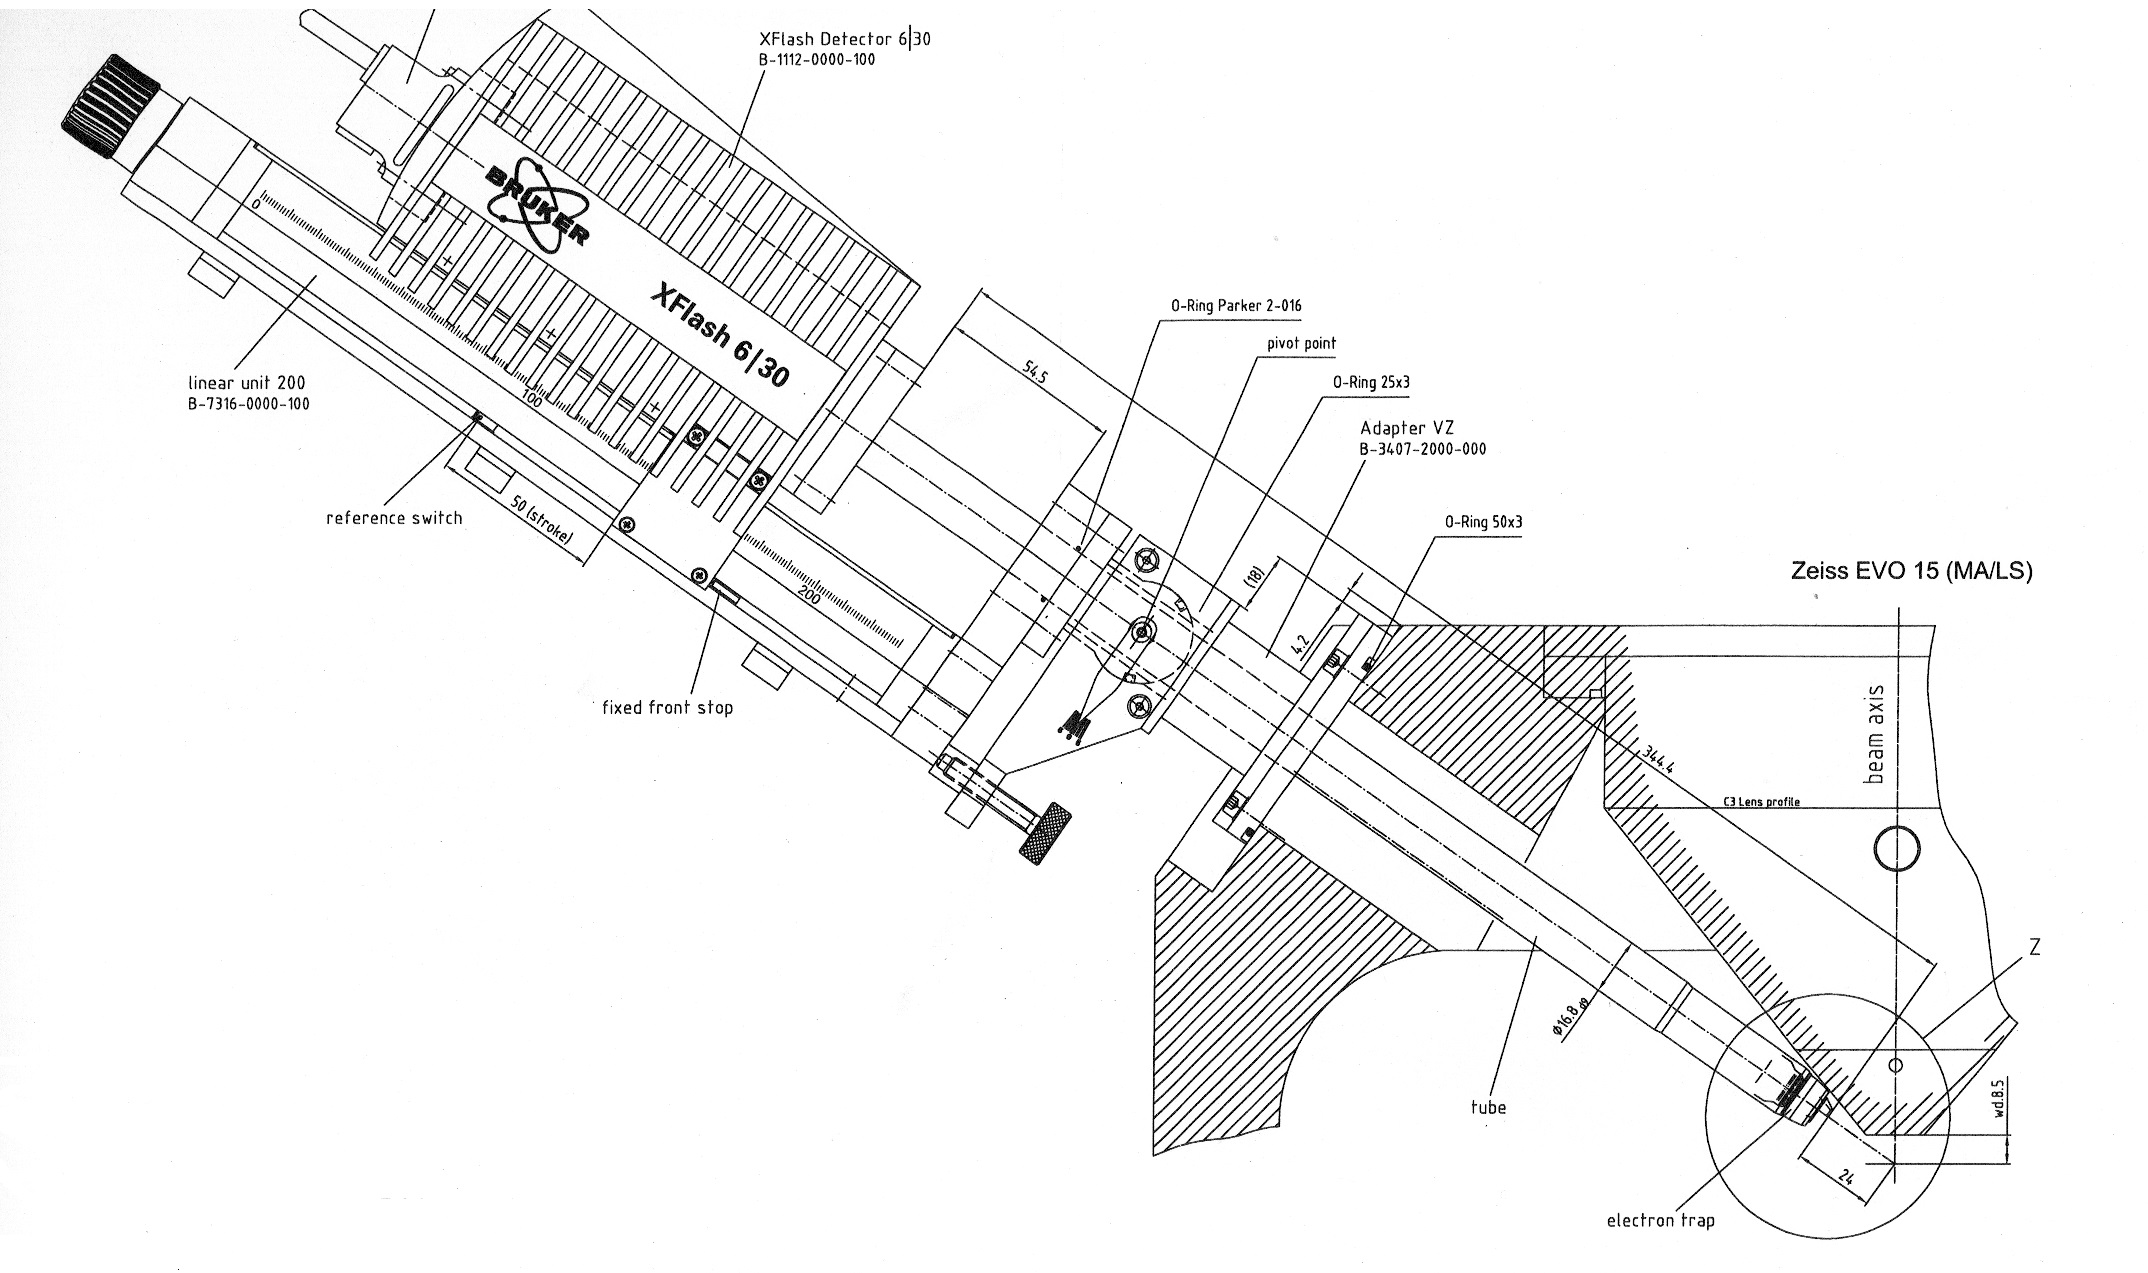 XFlash Detector 6|30
B-1112-0000-100
BRUKER
XFlash 6|30
0
100
200
linear unit 200
B-7316-0000-100
reference switch
50 (stroke)
fixed front stop
54.5
O-Ring Parker 2-016
pivot point
O-Ring 25x3
Adapter VZ
B-3407-2000-000
O-Ring 50x3
(18)
4.2
Zeiss EVO 15 (MA/LS)
beam axis
344.4
C3 Lens profile
Z
Φ16.8 d9
tube
wd.8.5
24
electron trap